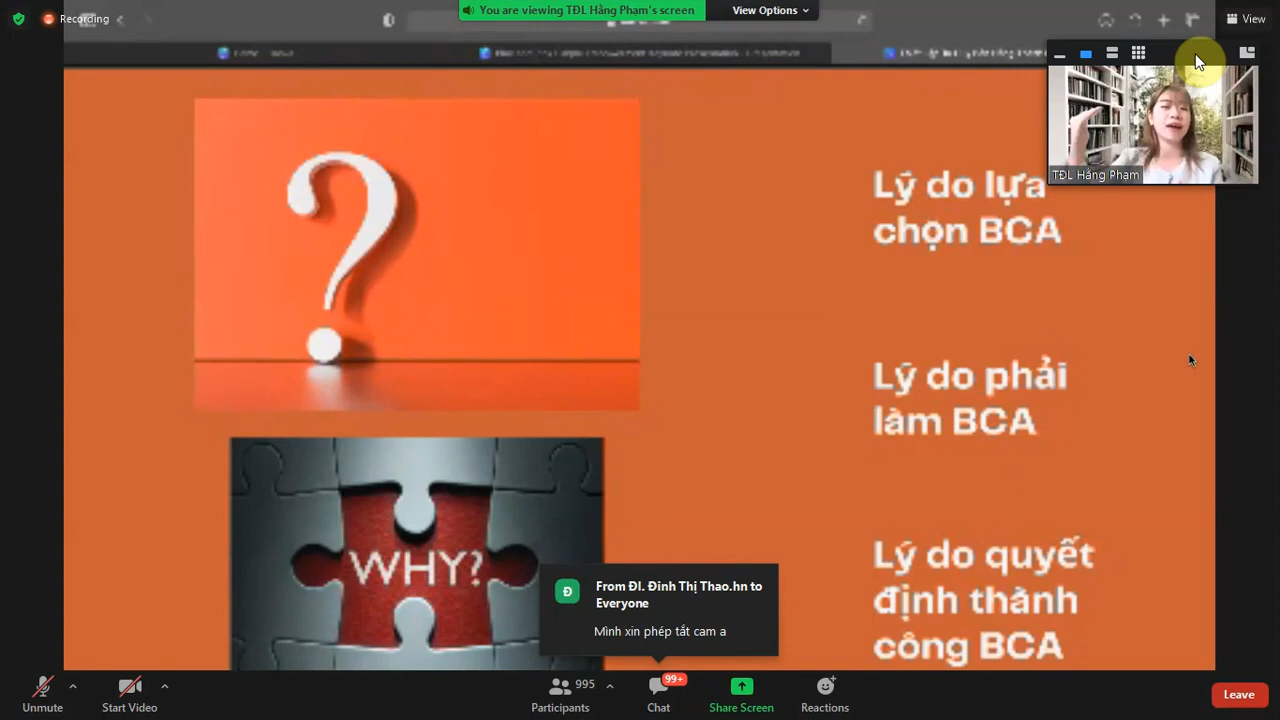 Recording
You are viewing TĐL Hằng Phạm's screen
View Options
View
TĐL Hằng Phạm
Lý do lựa
chọn BCA
Lý do phải
làm BCA
WHY?
Lý do quyết
định thành
công BCA
From ĐL Đinh Thị Thao.hn to
Everyone
Đ
Mình xin phép tắt cam a
Unmute
Start Video
995
Participants
99+
Chat
Share Screen
Reactions
Leave